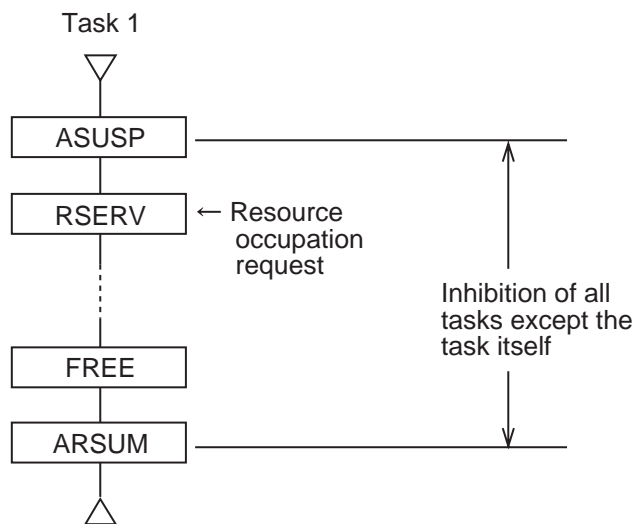 Task 1
ASUSP
RSERV
← Resource
occupation
request
Inhibition of all
tasks except the
task itself
FREE
ARSUM